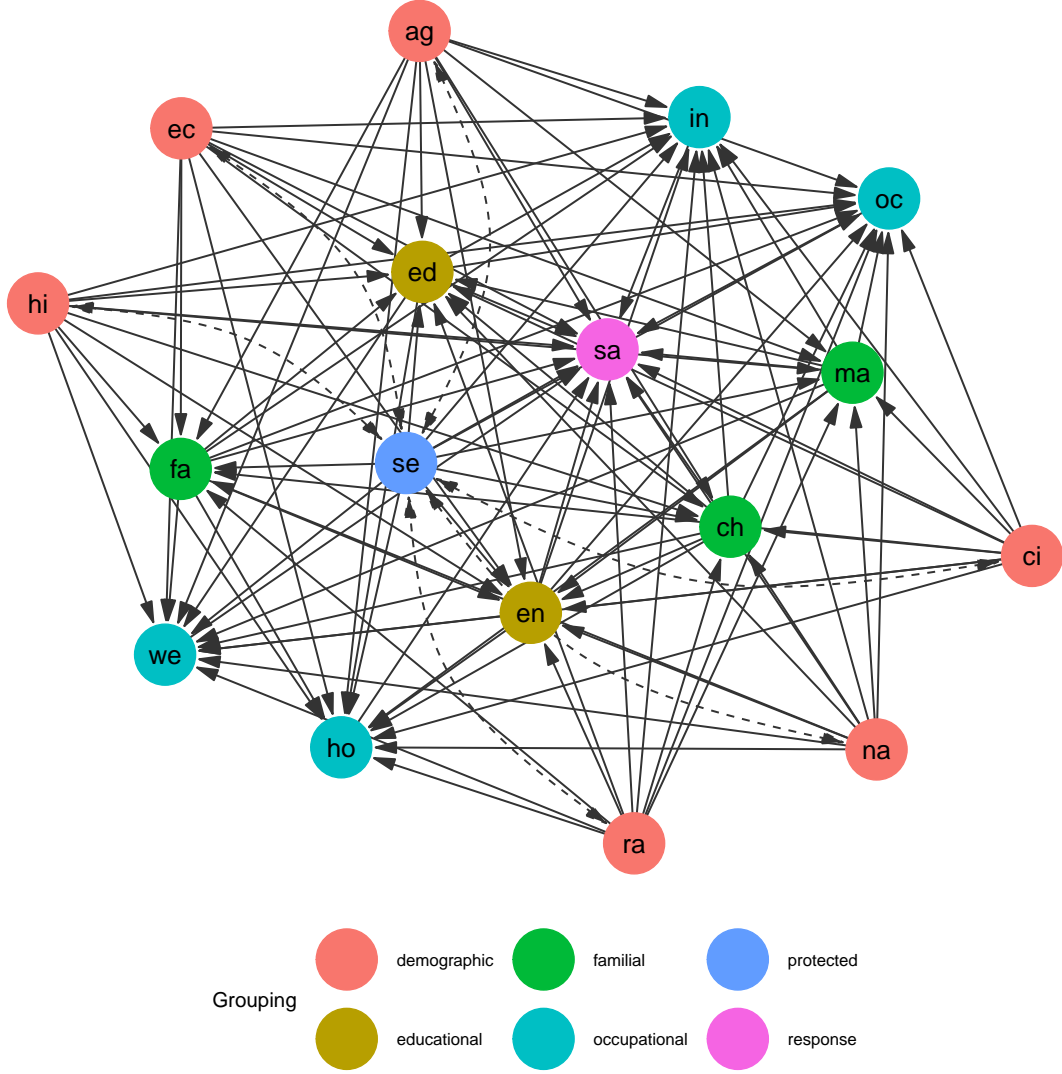 ag
in
ec
oc
ed
hi
sa
ma
se
fa
ch
ci
en
we
ho
na
ra
demographic familial protected
Grouping
educational occupational response